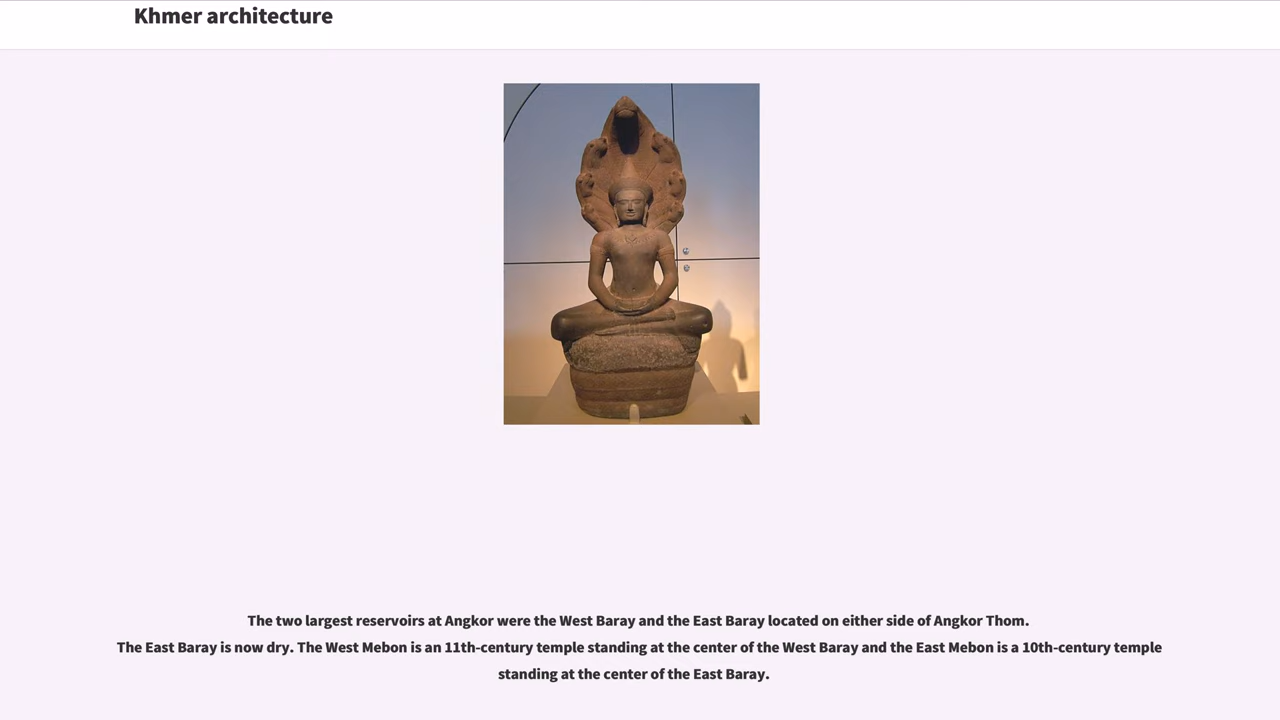 Khmer architecture
The two largest reservoirs at Angkor were the West Baray and the East Baray located on either side of Angkor Thom.
The East Baray is now dry. The West Mebon is an 11th-century temple standing at the center of the West Baray and the East Mebon is a 10th-century temple
standing at the center of the East Baray.